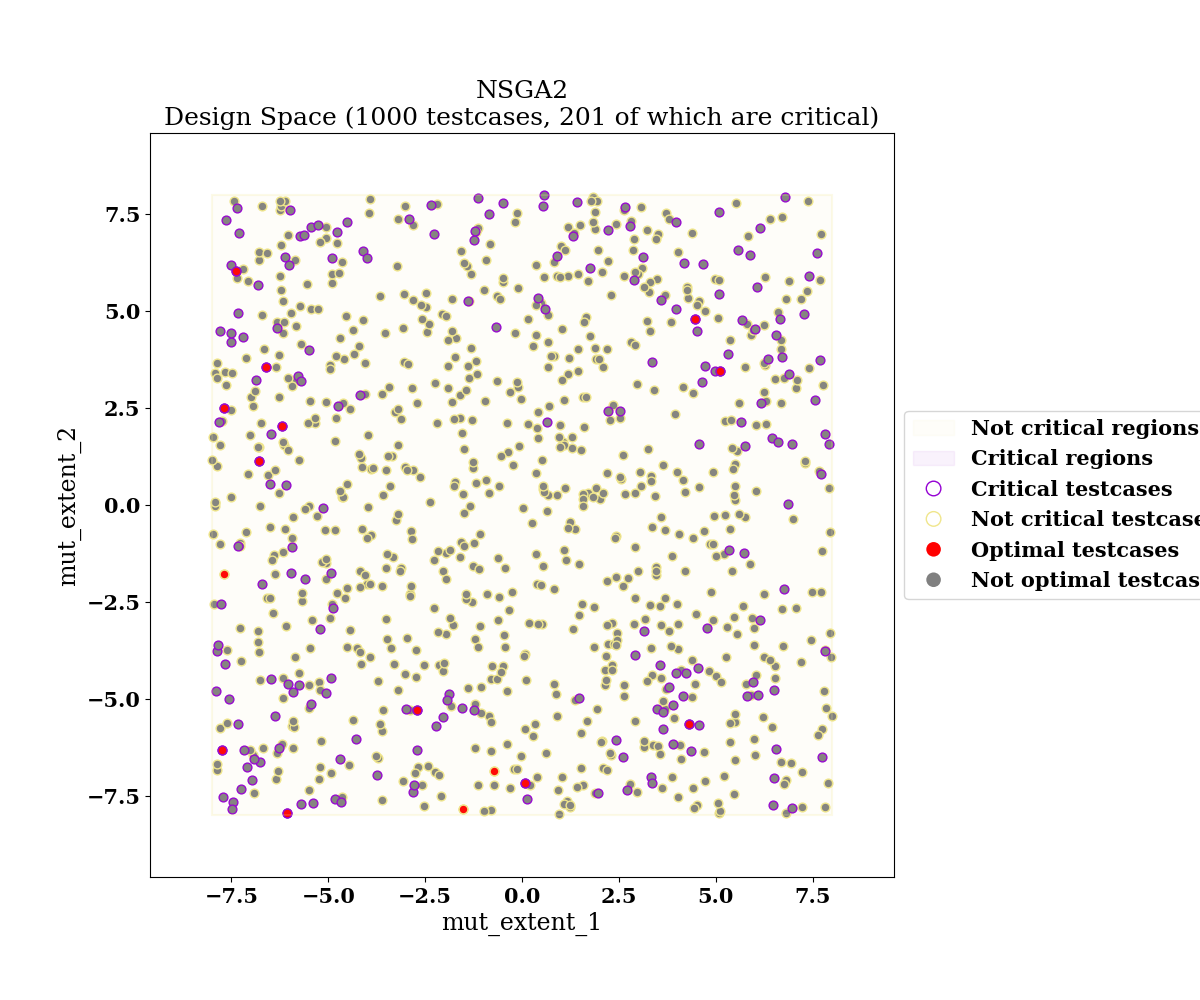 NSGA2
Design Space (1000 testcases, 201 of which are critical)
7.5
5.0
2.5
0.0
−2.5
−5.0
−7.5
mut_extent_2
−7.5 −5.0 −2.5 0.0 2.5 5.0 7.5
mut_extent_1
Not critical regions
Critical regions
Critical testcases
Not critical testcase
Optimal testcases
Not optimal testcas